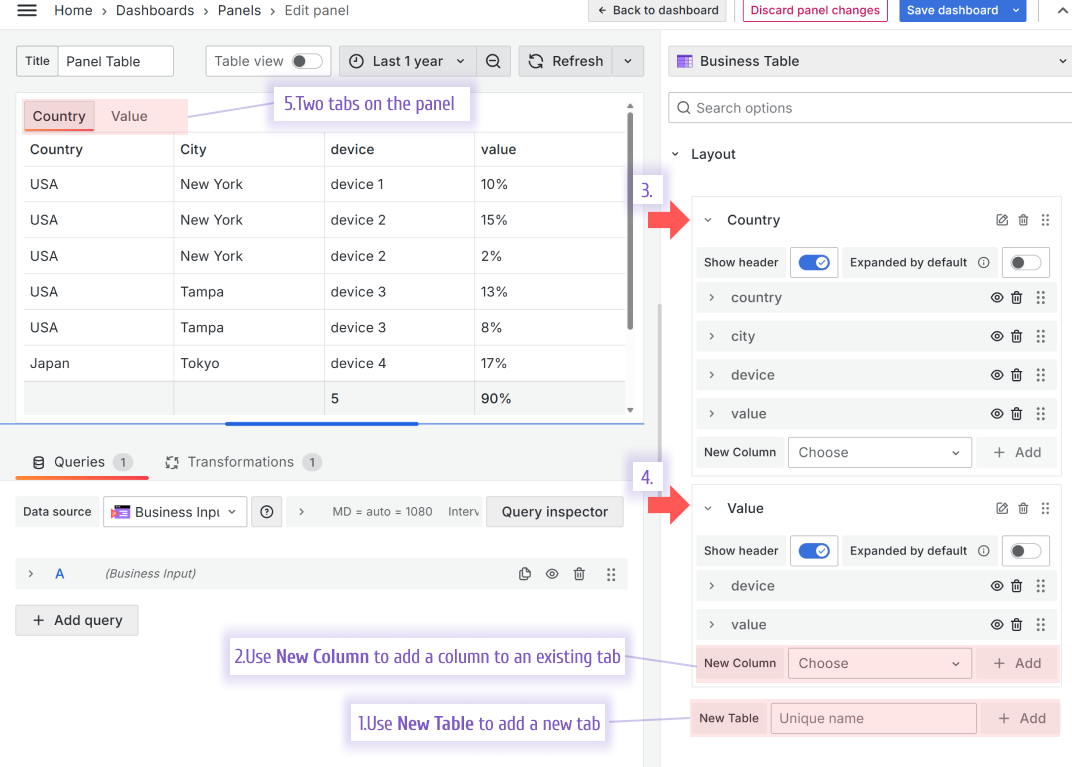 Home › Dashboards › Panels › Edit panel
Back to dashboard
Discard panel changes
Save dashboard
Title
Panel Table
Table view
Last 1 year
Refresh
Business Table
Search options
5.Two tabs on the panel
Country
Value
Country City device value
USA New York device 1 10%
USA New York device 2 15%
USA New York device 2 2%
USA Tampa device 3 13%
USA Tampa device 3 8%
Japan Tokyo device 4 17%
5 90%
Layout
3.
Country
Show header
Expanded by default
country
city
device
value
New Column
Choose
+ Add
4.
Value
Show header
Expanded by default
device
value
New Column
Choose
+ Add
New Table
Unique name
+ Add
Queries 1
Transformations 1
Data source
Business Inpu
MD = auto = 1080
Interv
Query inspector
A
(Business Input)
+ Add query
2.Use New Column to add a column to an existing tab
1.Use New Table to add a new tab